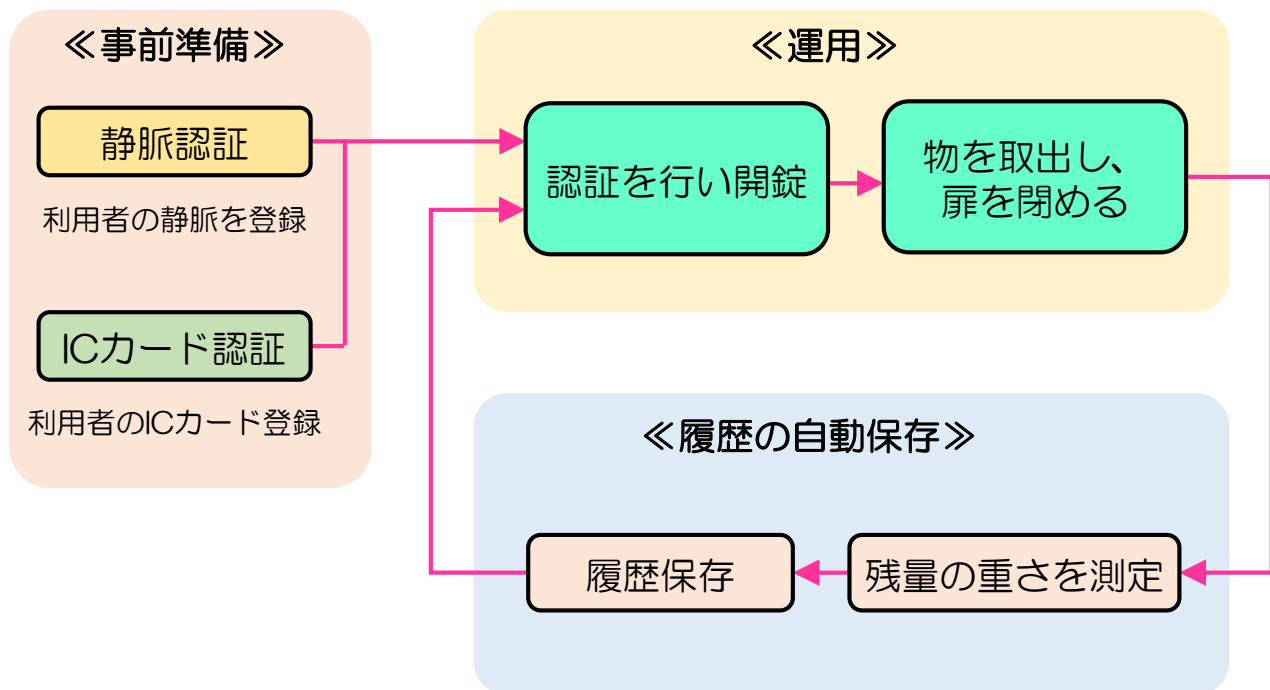 ≪事前準備≫
静脈認証
利用者の静脈を登録
ICカード認証
利用者のICカード登録
≪運用≫
認証を行い開錠
物を取出し、
扉を閉める
≪履歴の自動保存≫
履歴保存
残量の重さを測定